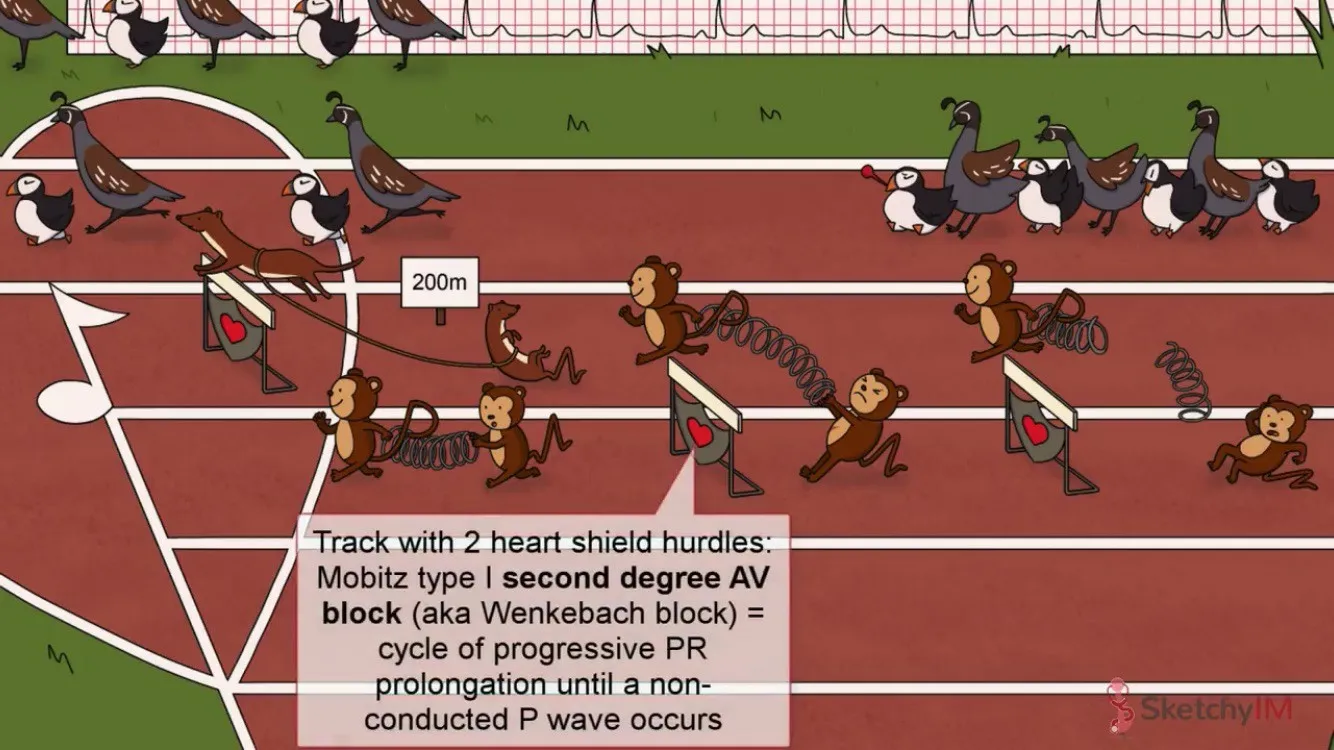 200m
Track with 2 heart shield hurdles:
Mobitz type I second degree AV
block (aka Wenkebach block) =
cycle of progressive PR
prolongation until a non-
conducted P wave occurs
SketchyIM